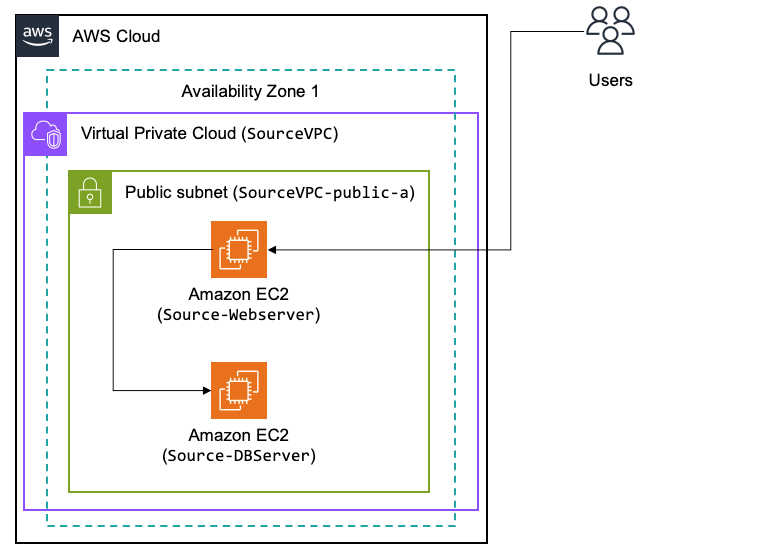 aws
AWS Cloud
Users
Availability Zone 1
Virtual Private Cloud (SourceVPC)
Public subnet (SourceVPC-public-a)
Amazon EC2
(Source-Webserver)
Amazon EC2
(Source-DBServer)